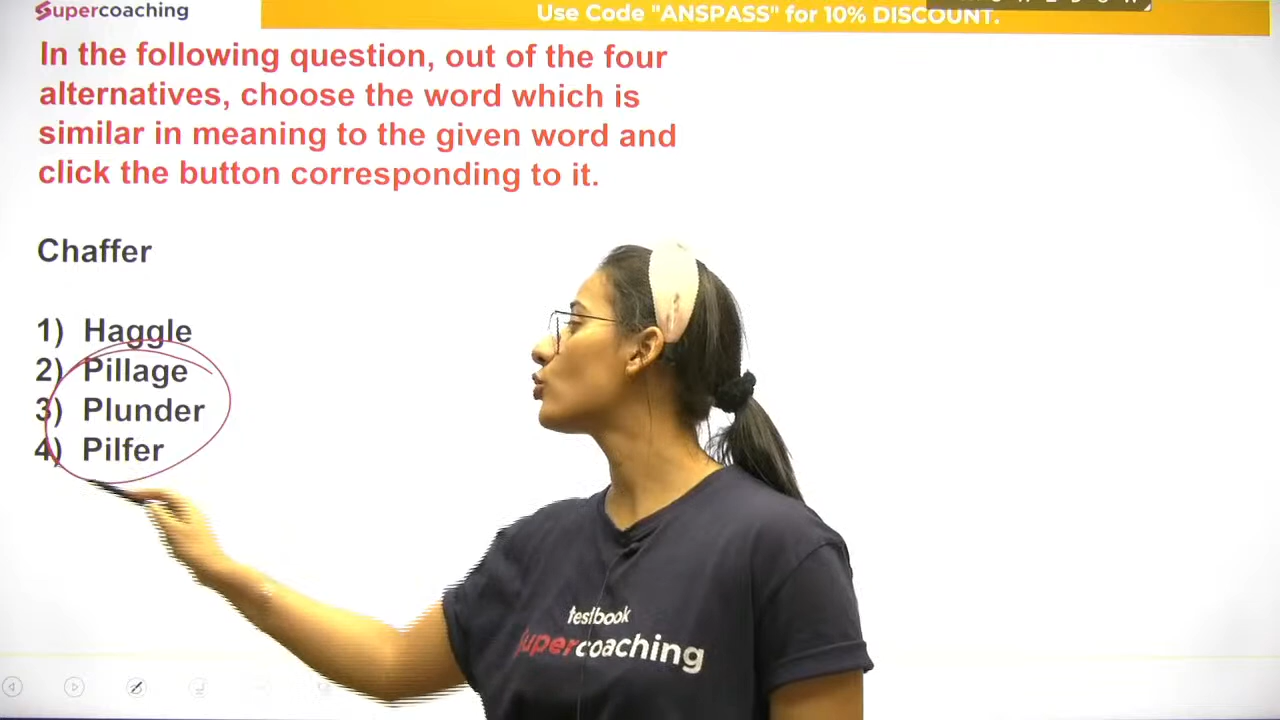 Supercoaching
Use Code "ANSPASS" for 10% DISCOUNT.
In the following question, out of the four
alternatives, choose the word which is
similar in meaning to the given word and
click the button corresponding to it.
Chaffer
1) Haggle
2) Pillage
3) Plunder
4) Pilfer
testbook
Supercoaching